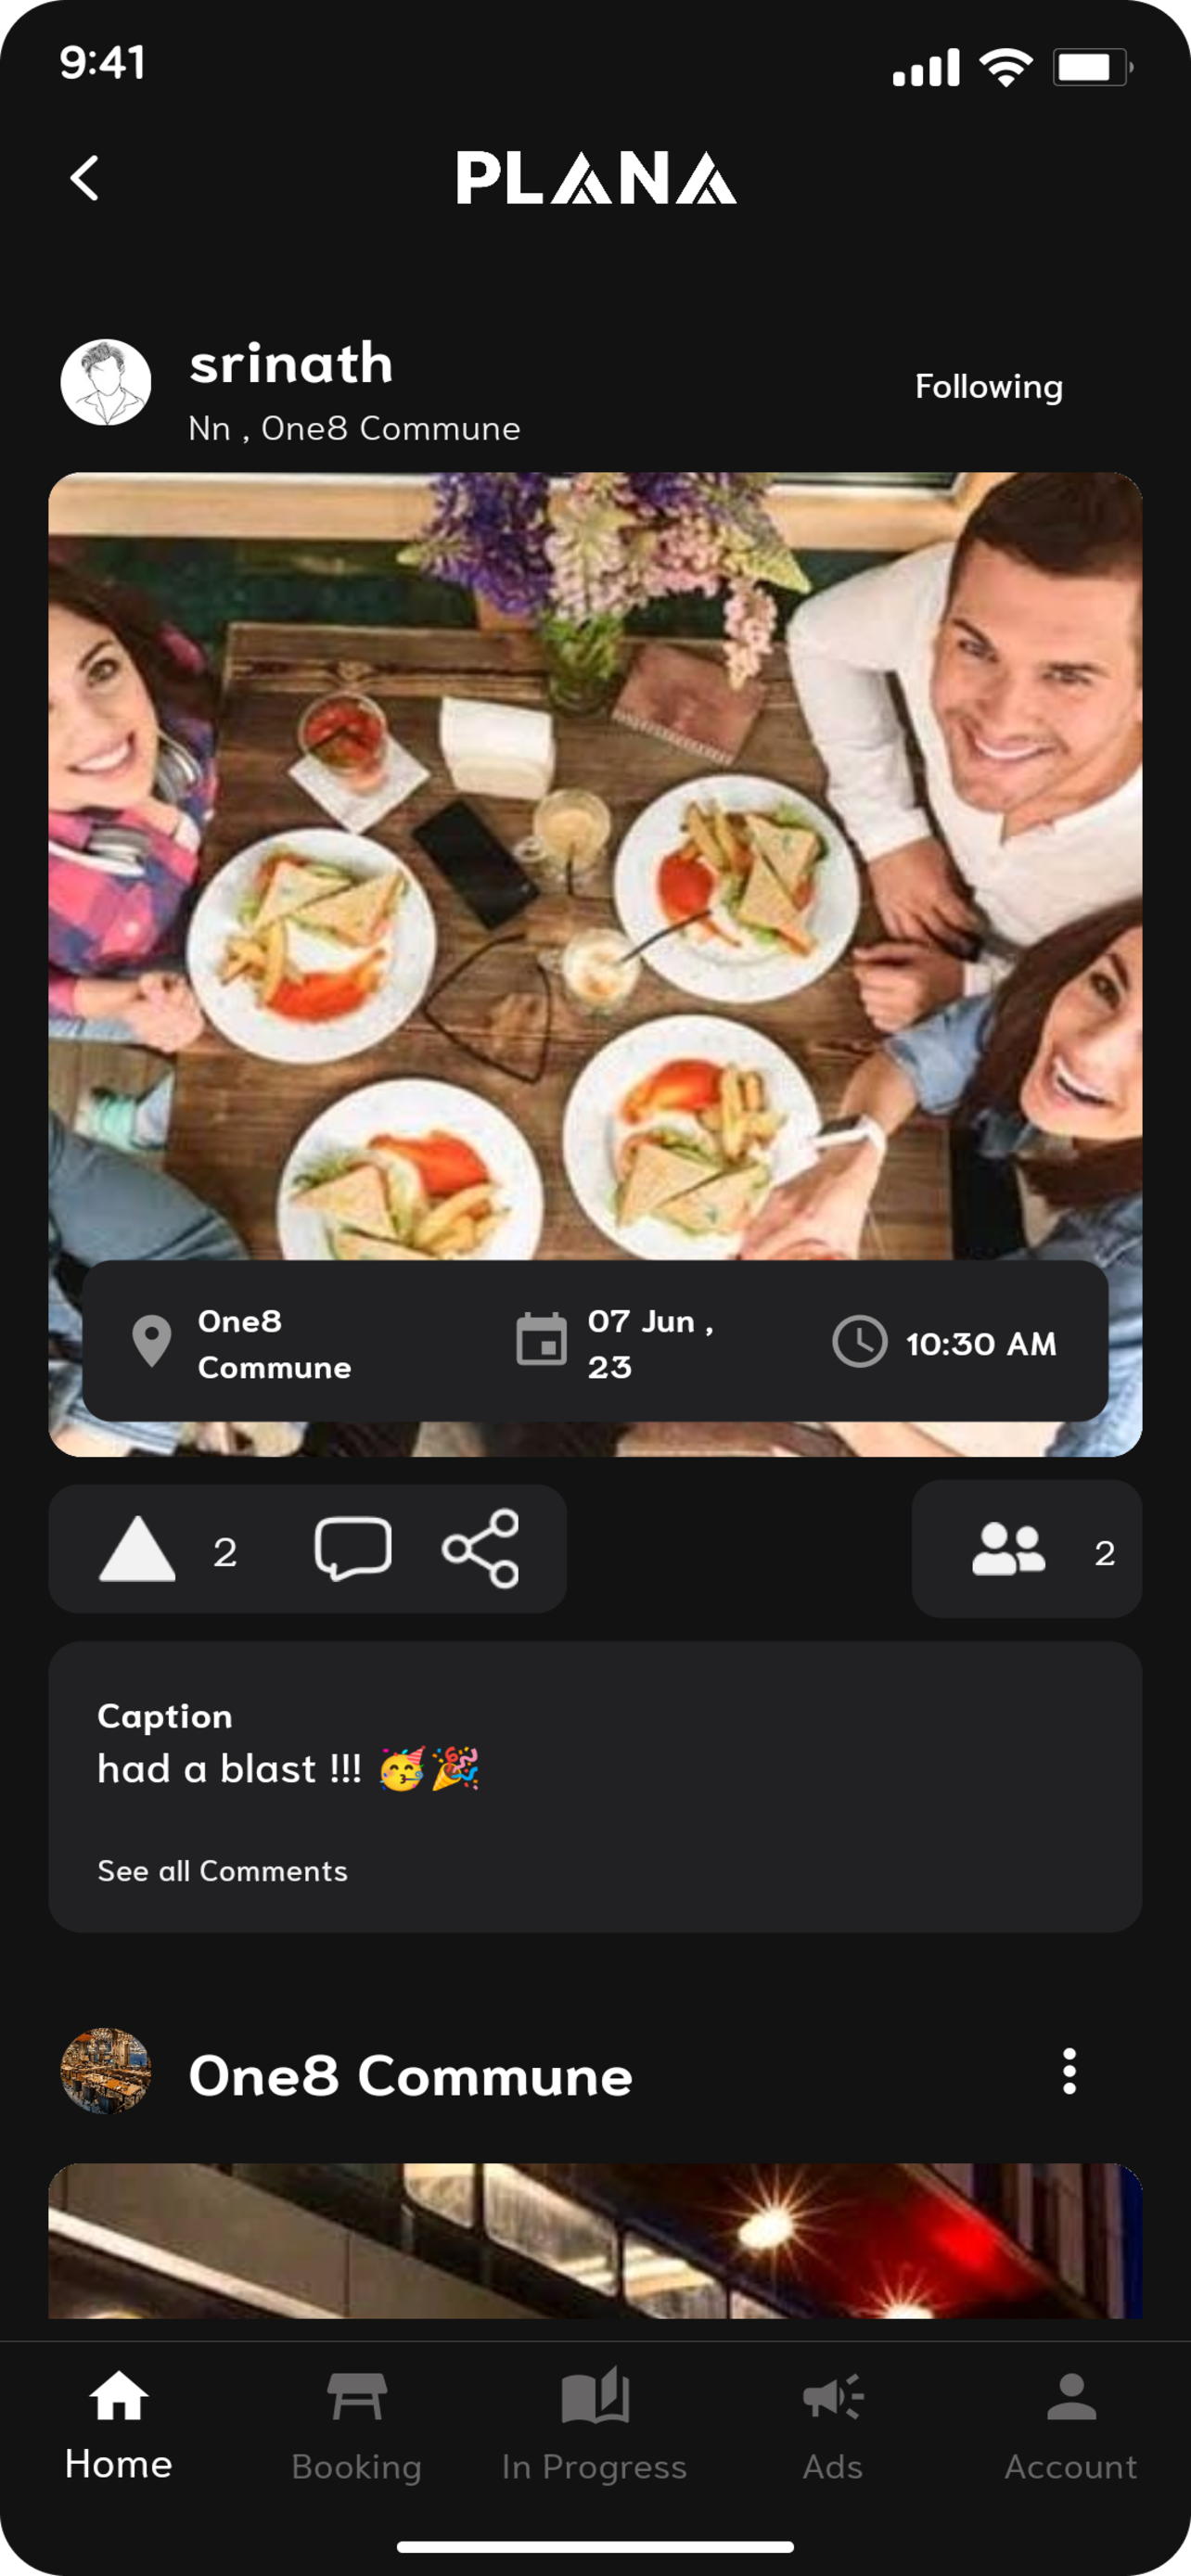 9:41
PLANA
srinath
Following
Nn , One8 Commune
One8
Commune
07 Jun ,
23
10:30 AM
2
2
Caption
had a blast !!! 🥳🎉
See all Comments
One8 Commune
Home
Booking
In Progress
Ads
Account